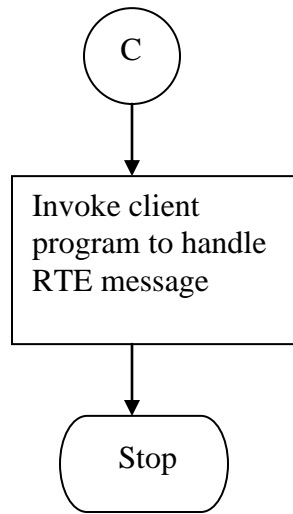 C
Invoke client
program to handle
RTE message
Stop